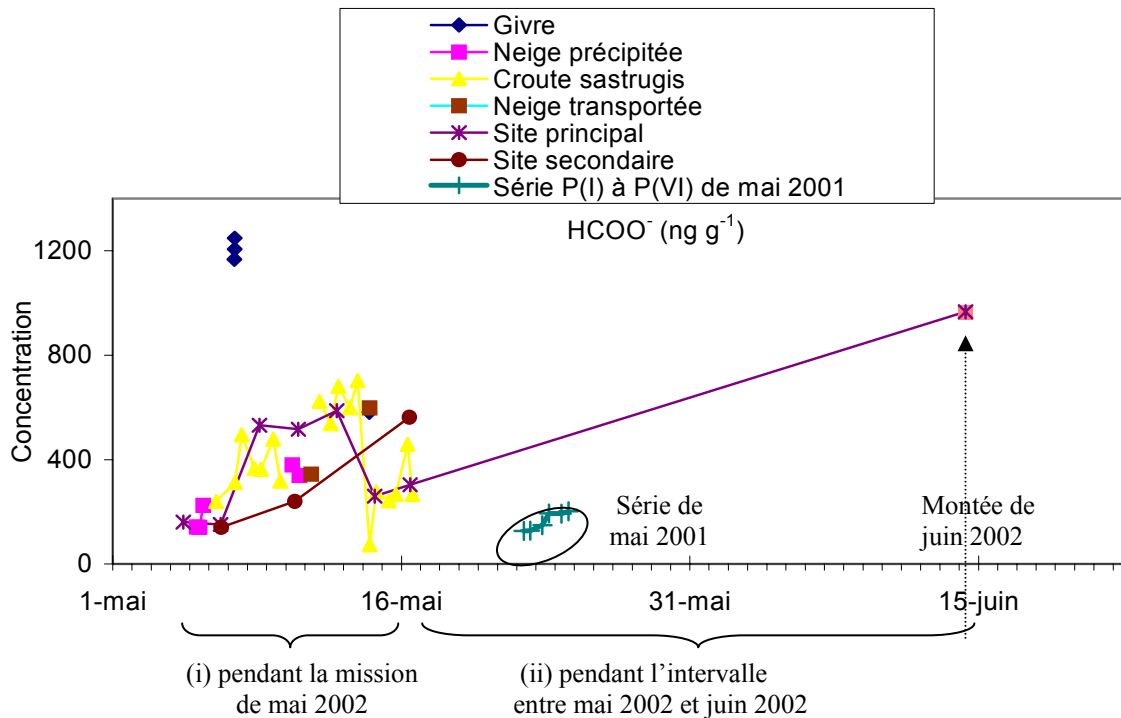 Givre
Neige précipitée
Croute sastrugis
Neige transportée
Site principal
Site secondaire
Série P(I) à P(VI) de mai 2001
HCOO⁻ (ng g⁻¹)
Concentration
1200
800
400
0
Série de
mai 2001
Montée de
juin 2002
1-mai
16-mai
31-mai
15-juin
(i) pendant la mission
de mai 2002
(ii) pendant l’intervalle
entre mai 2002 et juin 2002